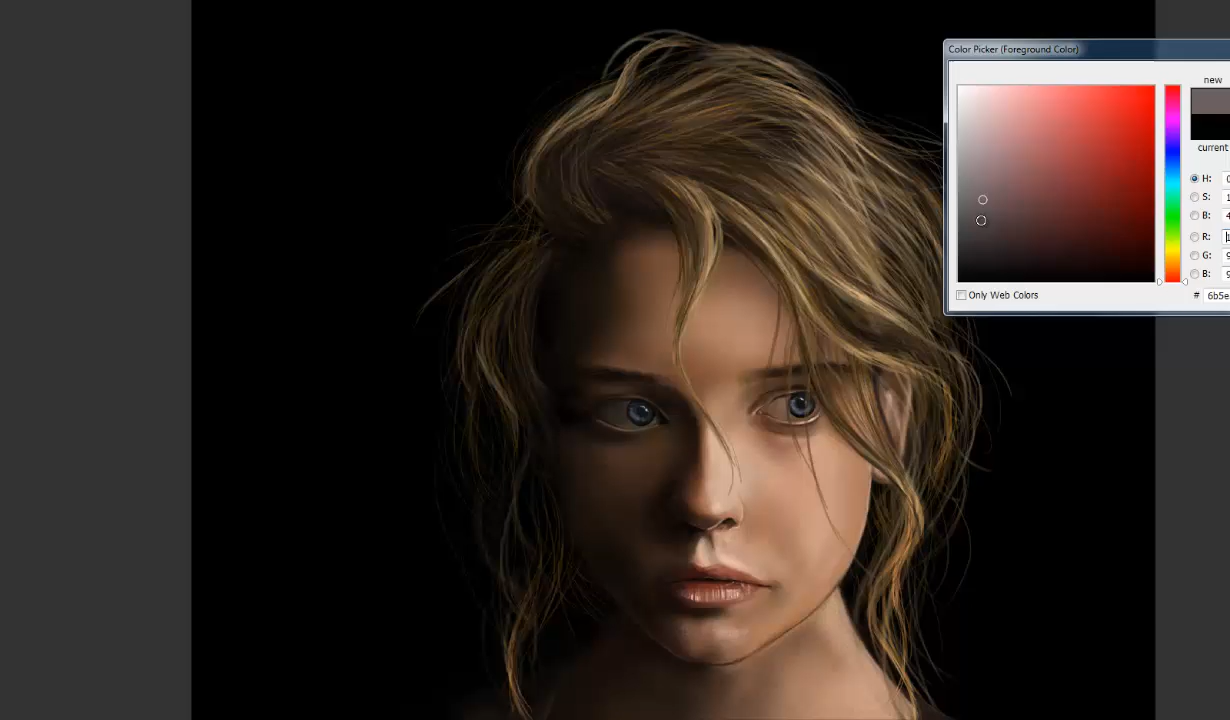 Color Picker (Foreground Color)
new
current
H:
S:
B:
R:
G:
B:
Only Web Colors
# 6b5e